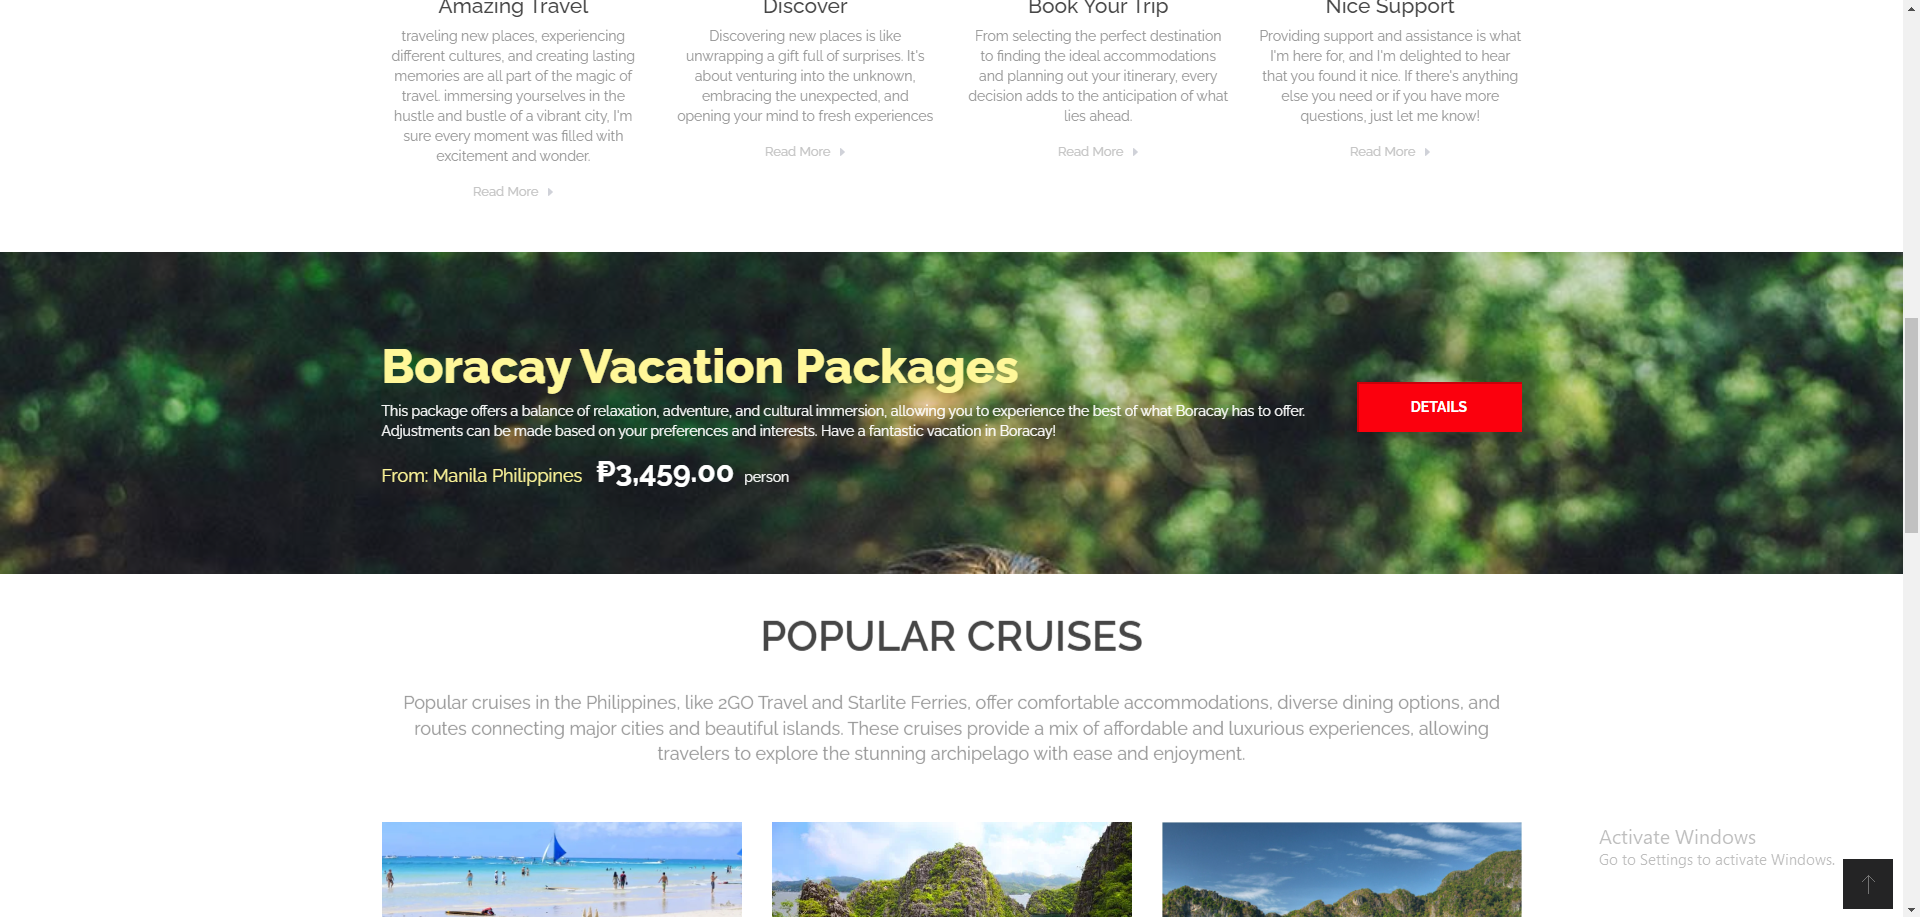 Amazing Travel
traveling new places, experiencing
different cultures, and creating lasting
memories are all part of the magic of
travel. immersing yourselves in the
hustle and bustle of a vibrant city, I'm
sure every moment was filled with
excitement and wonder.
Read More
Discover
Discovering new places is like
unwrapping a gift full of surprises. It's
about venturing into the unknown,
embracing the unexpected, and
opening your mind to fresh experiences
Read More
Book Your Trip
From selecting the perfect destination
to finding the ideal accommodations
and planning out your itinerary, every
decision adds to the anticipation of what
lies ahead.
Read More
Nice Support
Providing support and assistance is what
I'm here for, and I'm delighted to hear
that you found it nice. If there's anything
else you need or if you have more
questions, just let me know!
Read More
Boracay Vacation Packages
This package offers a balance of relaxation, adventure, and cultural immersion, allowing you to experience the best of what Boracay has to offer.
Adjustments can be made based on your preferences and interests. Have a fantastic vacation in Boracay!
From: Manila Philippines ₱3,459.00 person
DETAILS
POPULAR CRUISES
Popular cruises in the Philippines, like 2GO Travel and Starlite Ferries, offer comfortable accommodations, diverse dining options, and
routes connecting major cities and beautiful islands. These cruises provide a mix of affordable and luxurious experiences, allowing
travelers to explore the stunning archipelago with ease and enjoyment.
Activate Windows
Go to Settings to activate Windows.